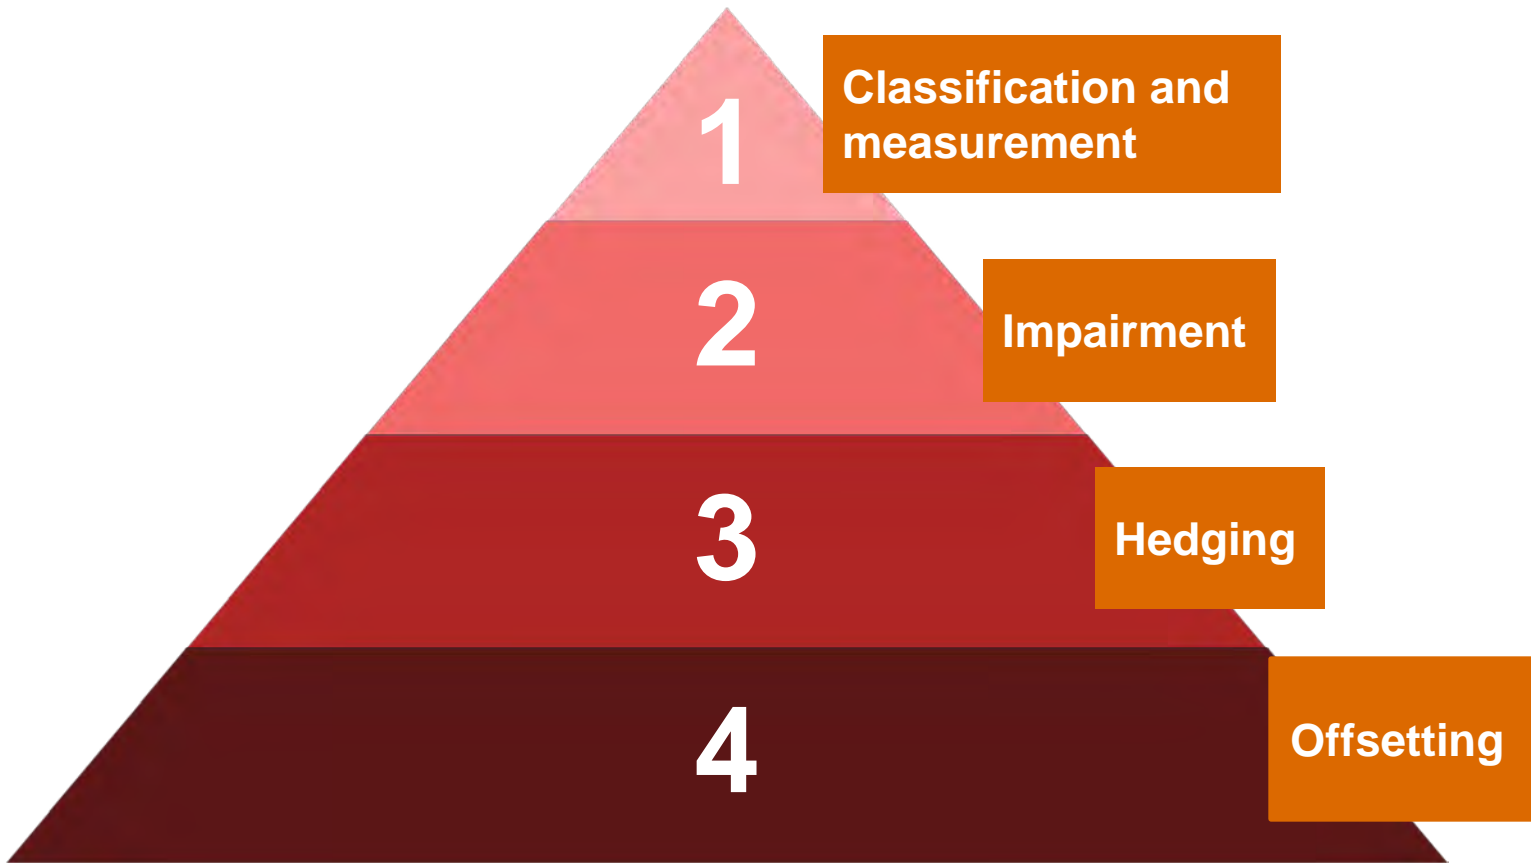 1
Classification and
measurement
2
Impairment
3
Hedging
4
Offsetting